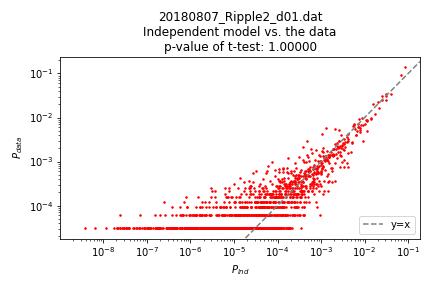 20180807_Ripple2_d01.dat
Independent model vs. the data
p-value of t-test: 1.00000
10⁻¹
10⁻²
10⁻³
10⁻⁴
P_data
y=x
10⁻⁸ 10⁻⁷ 10⁻⁶ 10⁻⁵ 10⁻⁴ 10⁻³ 10⁻² 10⁻¹
P_ind